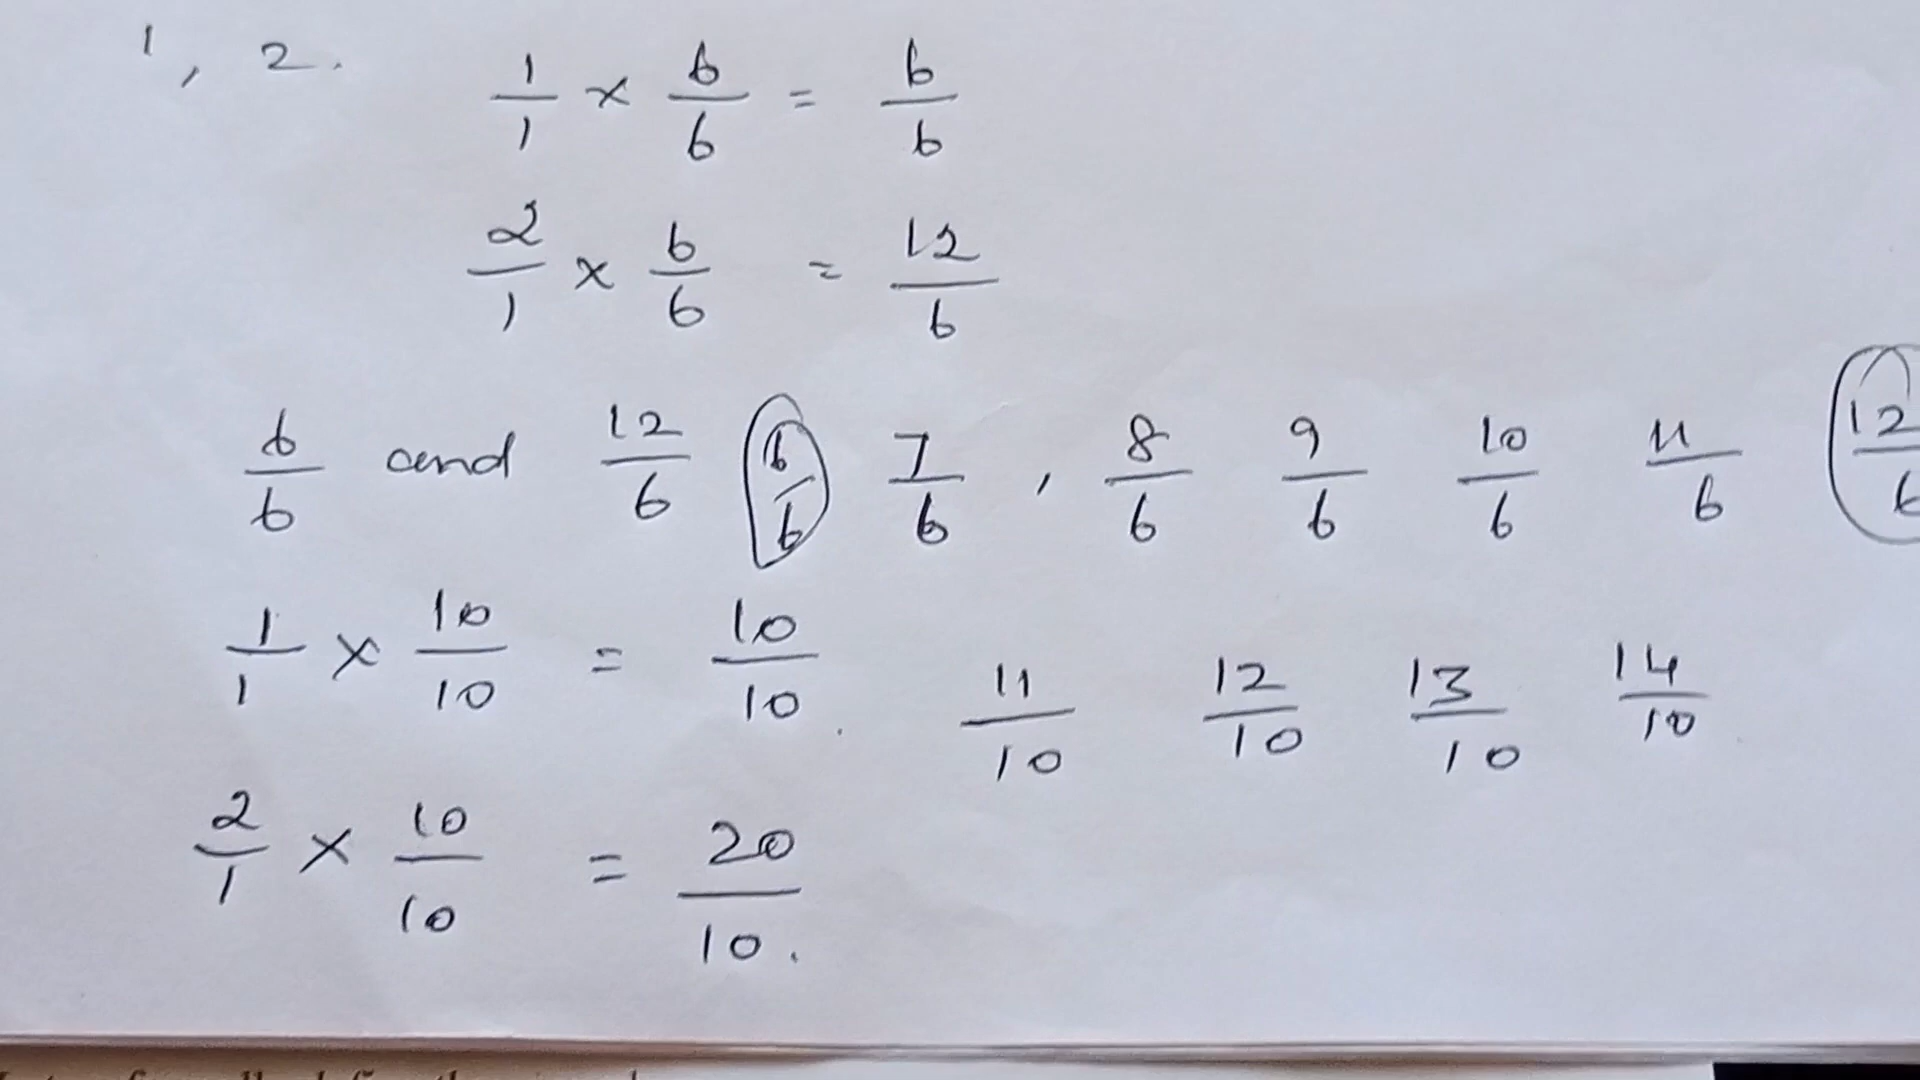 1, 2.
1/1 × 6/6 = 6/6
2/1 × 6/6 = 12/6
6/6 and 12/6 6/6 7/6 , 8/6 9/6 10/6 11/6 12/6
1/1 × 10/10 = 10/10 . 11/10 12/10 13/10 14/10
2/1 × 10/10 = 20/10.